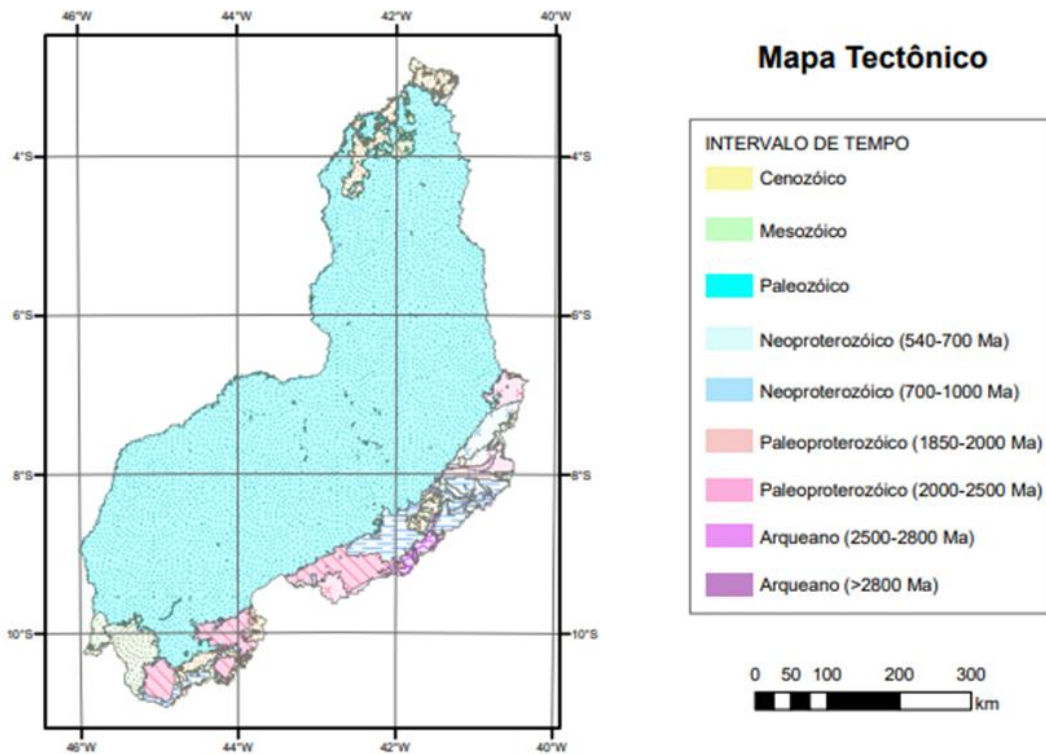 46°W 44°W 42°W 40°W
Mapa Tectônico
4°S 4°S
6°S 6°S
8°S 8°S
10°S 10°S
46°W 44°W 42°W 40°W
INTERVALO DE TEMPO
Cenozóico
Mesozóico
Paleozóico
Neoproterozóico (540-700 Ma)
Neoproterozóico (700-1000 Ma)
Paleoproterozóico (1850-2000 Ma)
Paleoproterozóico (2000-2500 Ma)
Arqueano (2500-2800 Ma)
Arqueano (>2800 Ma)
0 50 100 200 300
km